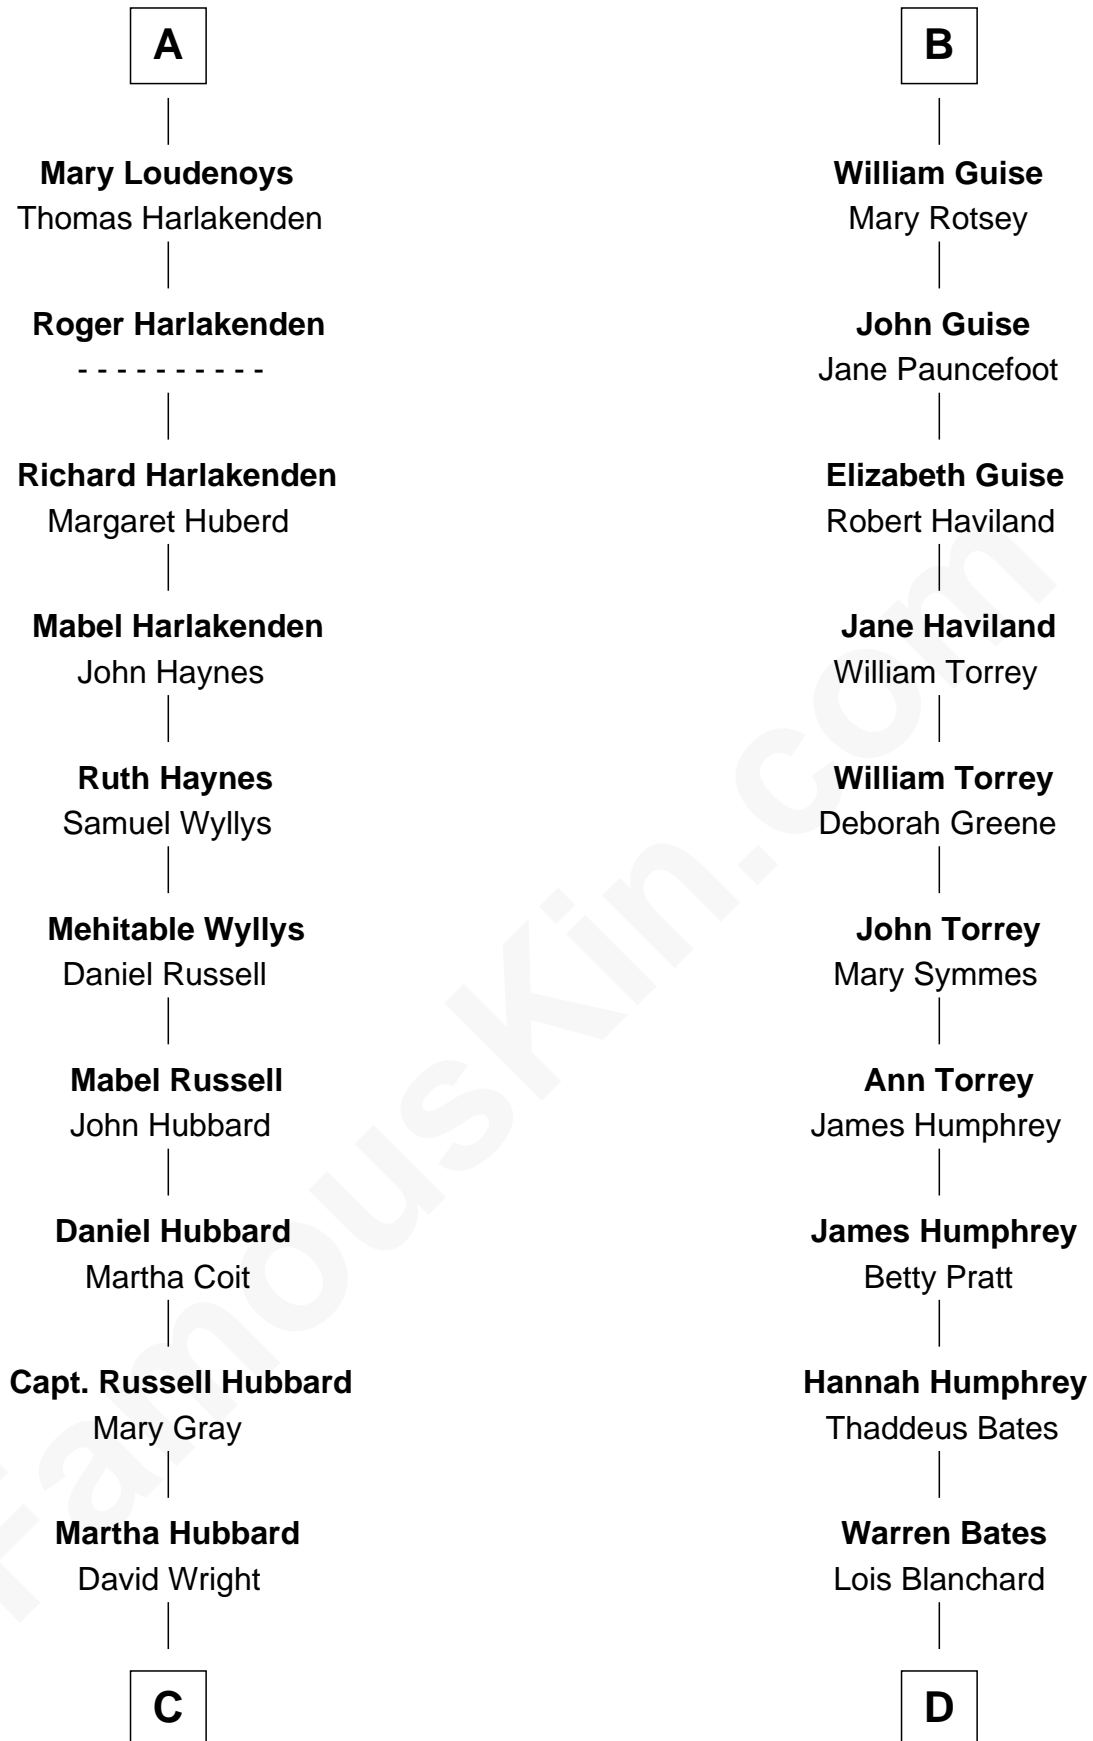 A
Mary Loudenoys
Thomas Harlakenden
Roger Harlakenden
- - - - - - - - - -
Richard Harlakenden
Margaret Huberd
Mabel Harlakenden
John Haynes
Ruth Haynes
Samuel Wyllys
Mehitable Wyllys
Daniel Russell
Mabel Russell
John Hubbard
Daniel Hubbard
Martha Coit
Capt. Russell Hubbard
Mary Gray
Martha Hubbard
David Wright
C
B
William Guise
Mary Rotsey
John Guise
Jane Pauncefoot
Elizabeth Guise
Robert Haviland
Jane Haviland
William Torrey
William Torrey
Deborah Greene
John Torrey
Mary Symmes
Ann Torrey
James Humphrey
James Humphrey
Betty Pratt
Hannah Humphrey
Thaddeus Bates
Warren Bates
Lois Blanchard
D
FamousKin.com